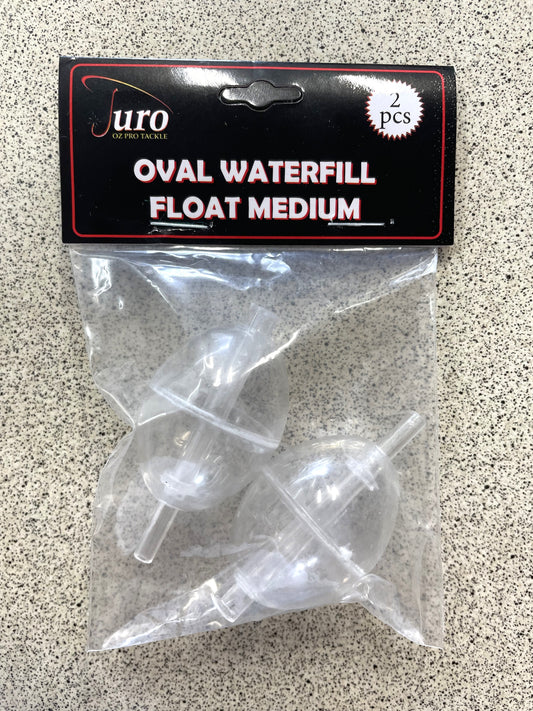 Juro
OZ PRO TACKLE
2
pcs
OVAL WATERFILL
FLOAT MEDIUM